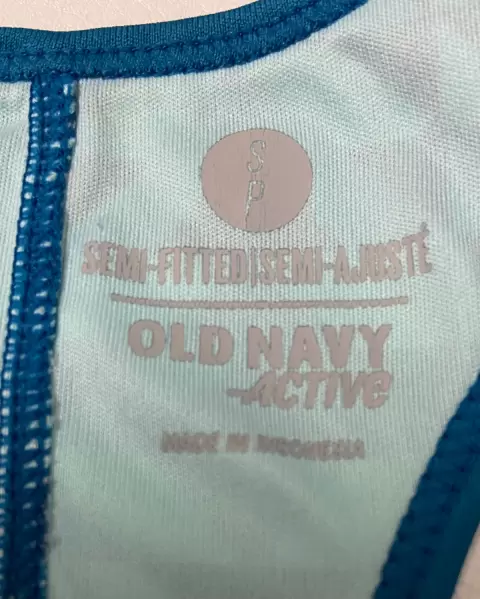 S
P
SEMI-FITTED|SEMI-AJUSTÉ
OLD NAVY
-ACTIVE
MADE IN INDONESIA